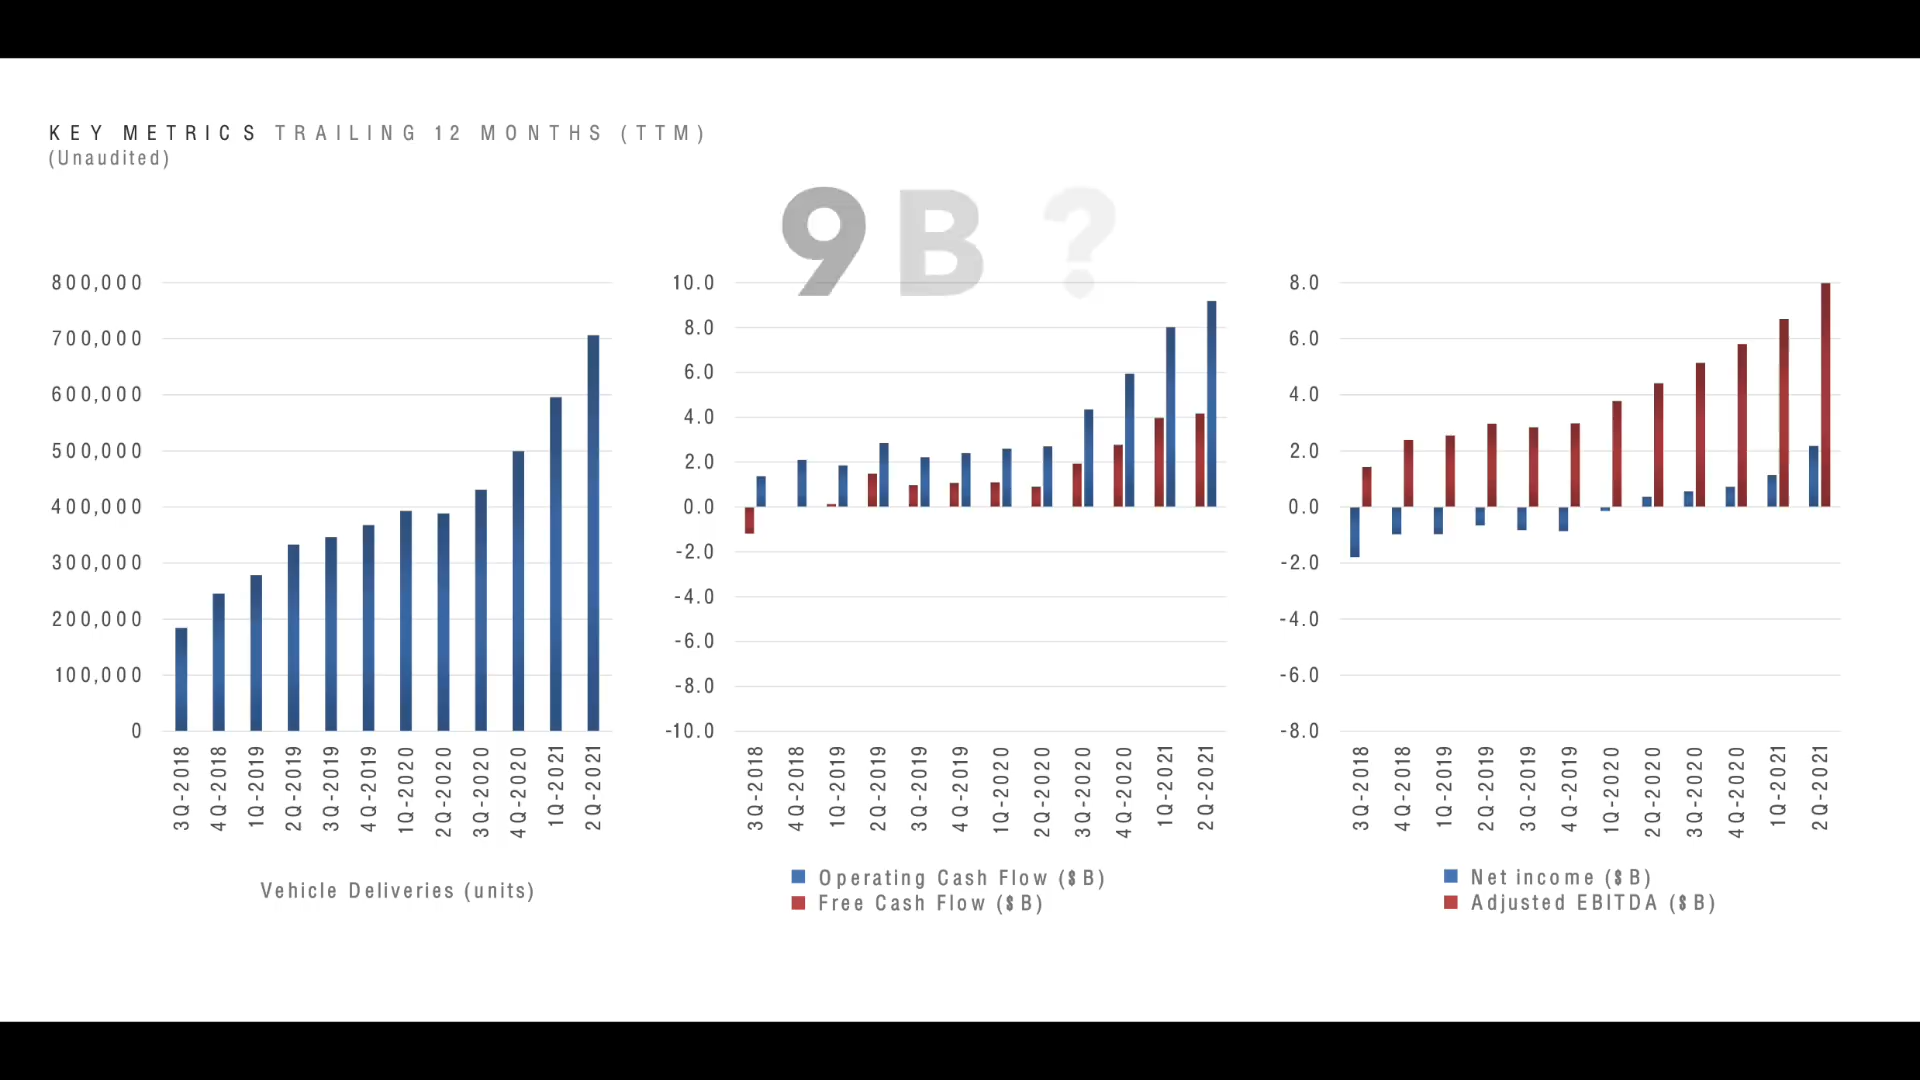 KEY METRICS TRAILING 12 MONTHS (TTM)
(Unaudited)
9 B ?
800,000
700,000
600,000
500,000
400,000
300,000
200,000
100,000
0
3Q-2018
4Q-2018
1Q-2019
2Q-2019
3Q-2019
4Q-2019
1Q-2020
2Q-2020
3Q-2020
4Q-2020
1Q-2021
2Q-2021
Vehicle Deliveries (units)
10.0
8.0
6.0
4.0
2.0
0.0
-2.0
-4.0
-6.0
-8.0
-10.0
3Q-2018
4Q-2018
1Q-2019
2Q-2019
3Q-2019
4Q-2019
1Q-2020
2Q-2020
3Q-2020
4Q-2020
1Q-2021
2Q-2021
Operating Cash Flow ($B)
Free Cash Flow ($B)
8.0
6.0
4.0
2.0
0.0
-2.0
-4.0
-6.0
-8.0
3Q-2018
4Q-2018
1Q-2019
2Q-2019
3Q-2019
4Q-2019
1Q-2020
2Q-2020
3Q-2020
4Q-2020
1Q-2021
2Q-2021
Net income ($B)
Adjusted EBITDA ($B)